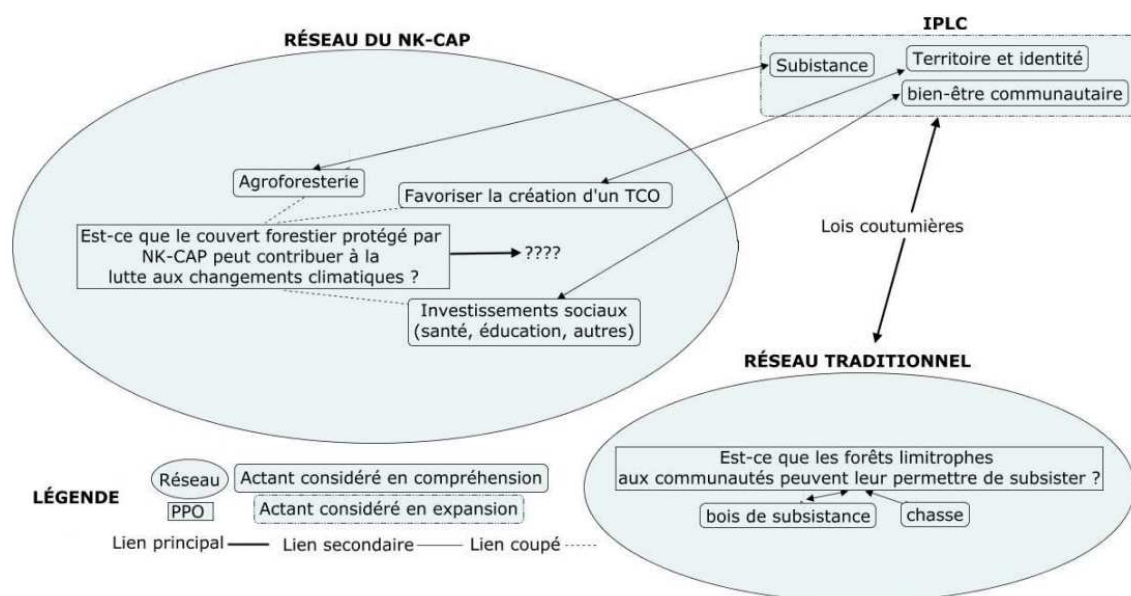 IPLC
RÉSEAU DU NK-CAP
Subistance
Territoire et identité
bien-être communautaire
Agroforesterie
Favoriser la création d'un TCO
Est-ce que le couvert forestier protégé par
NK-CAP peut contribuer à la
lutte aux changements climatiques ?
????
Investissements sociaux
(santé, éducation, autres)
Lois coutumières
RÉSEAU TRADITIONNEL
Est-ce que les forêts limitrophes
aux communautés peuvent leur permettre de subsister ?
bois de subsistance
chasse
LÉGENDE
Réseau
Actant considéré en compréhension
PPO
Actant considéré en expansion
Lien principal
Lien secondaire
Lien coupé